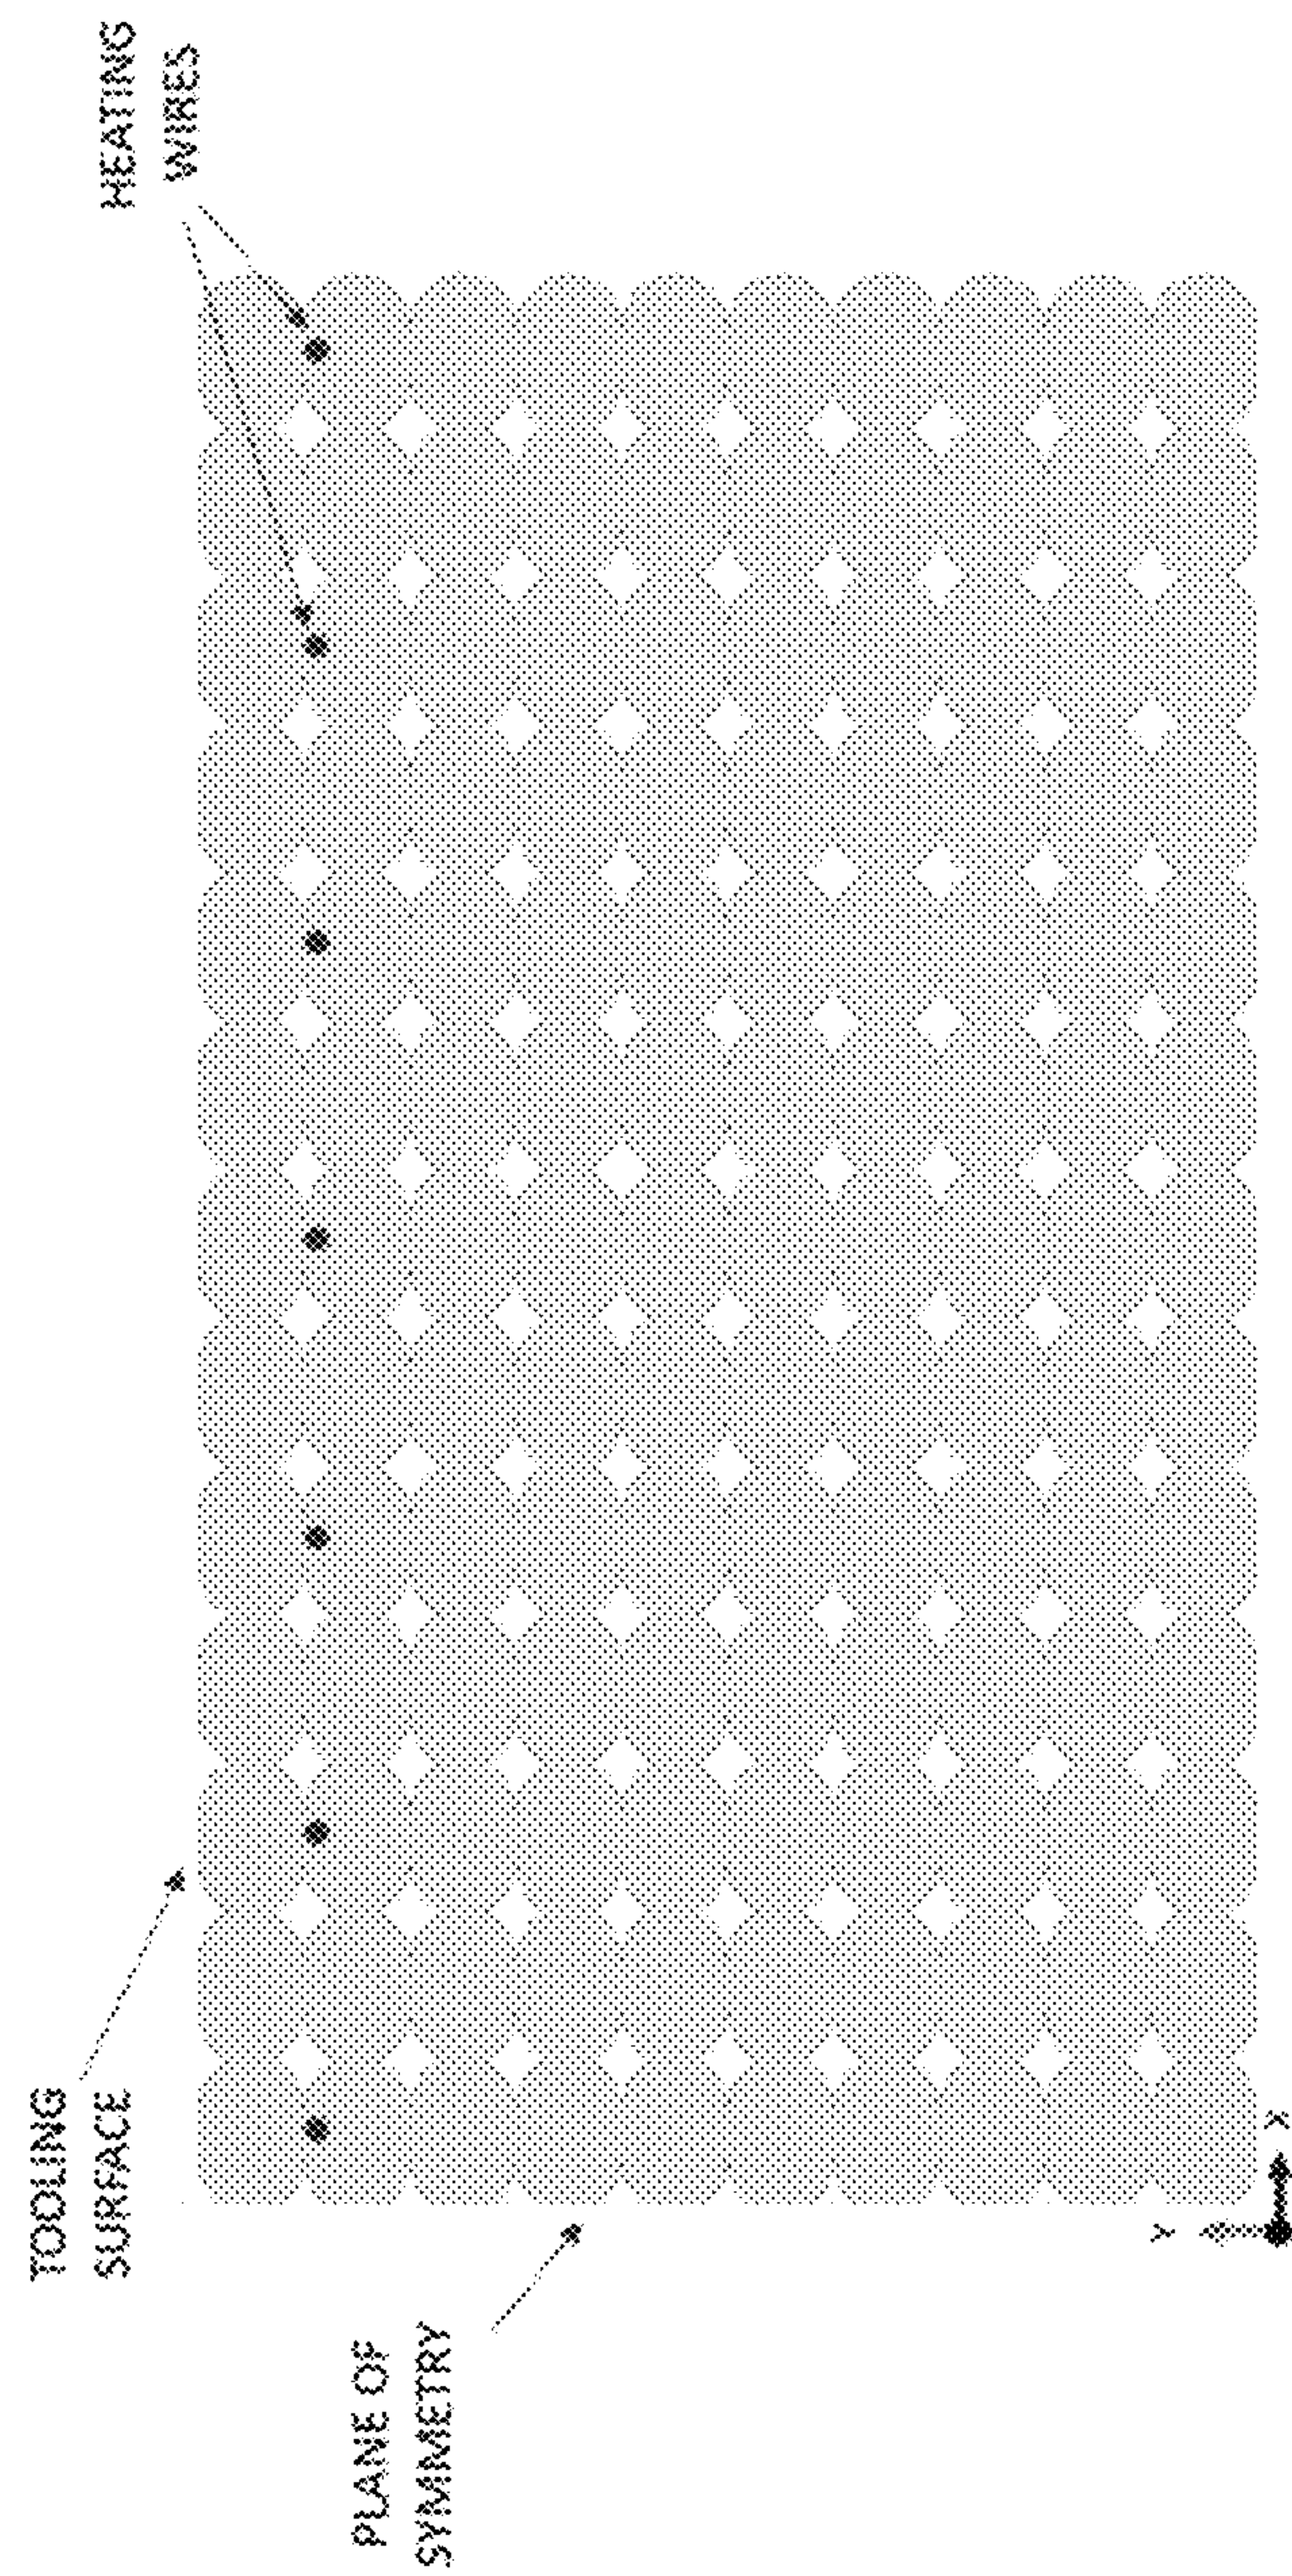 TOOLING
SURFACE
HEATING
WIRES
PLANE OF
SYMMETRY
Y
X